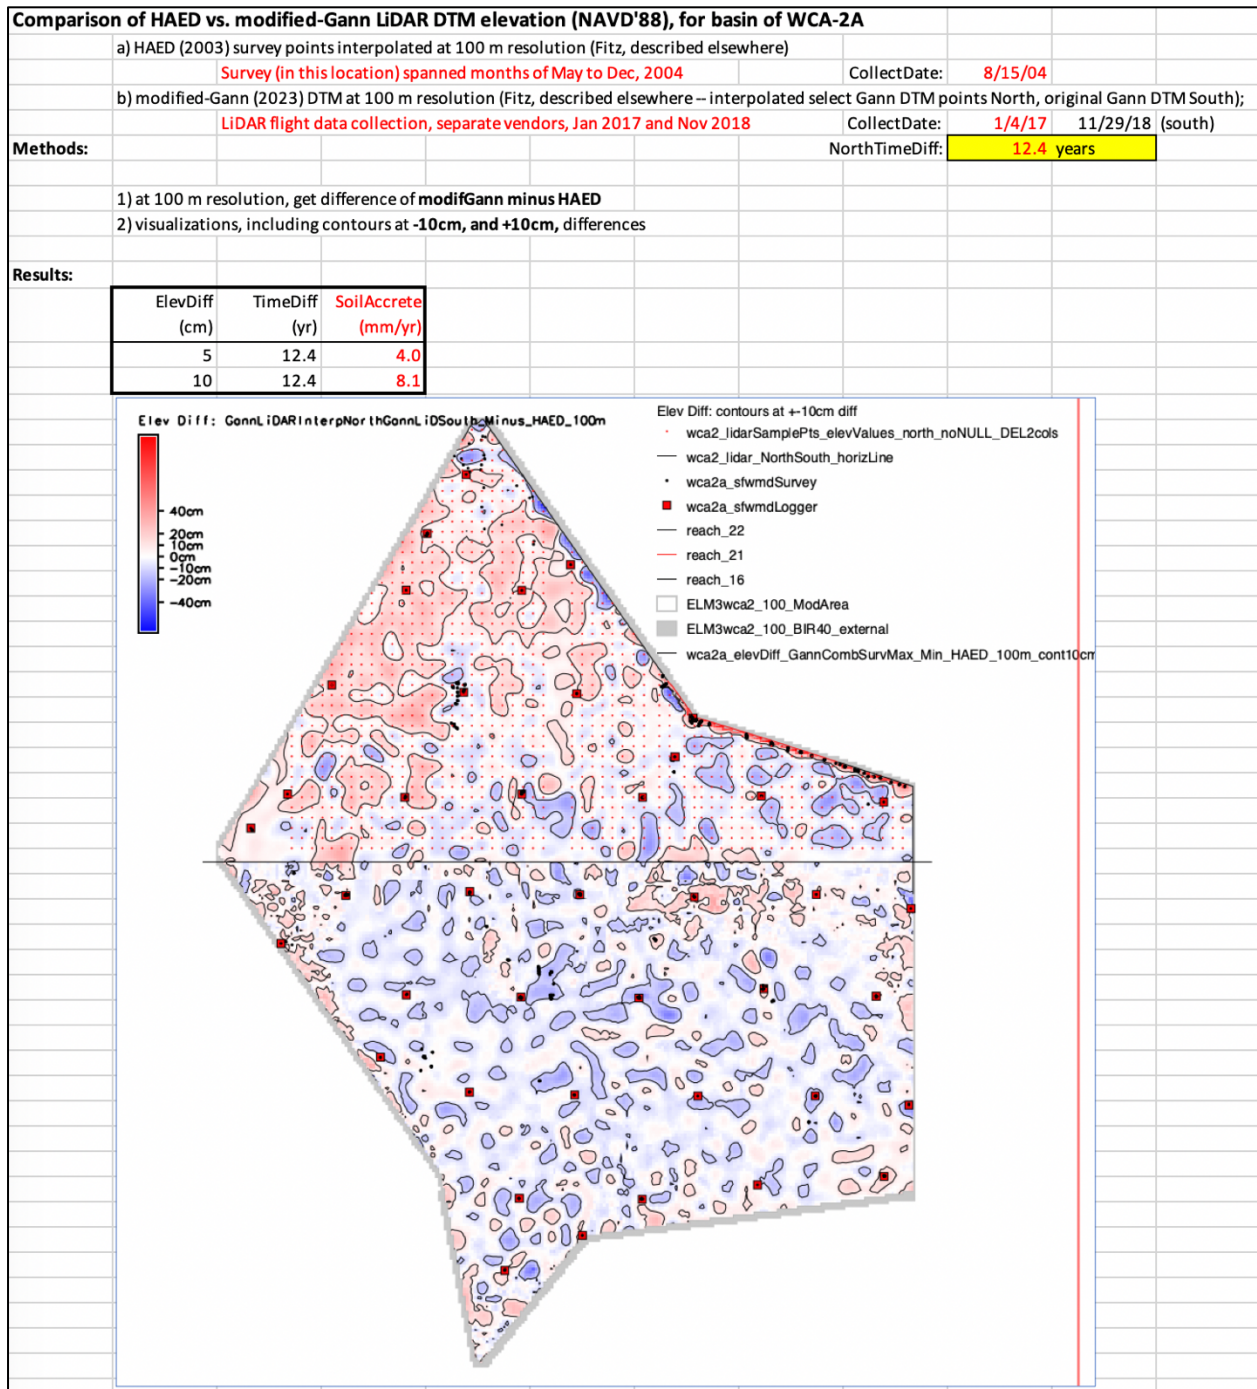 Comparison of HAED vs. modified-Gann LiDAR DTM elevation (NAVD'88), for basin of WCA-2A
a) HAED (2003) survey points interpolated at 100 m resolution (Fitz, described elsewhere)
Survey (in this location) spanned months of May to Dec, 2004 CollectDate: 8/15/04
b) modified-Gann (2023) DTM at 100 m resolution (Fitz, described elsewhere -- interpolated select Gann DTM points North, original Gann DTM South);
LiDAR flight data collection, separate vendors, Jan 2017 and Nov 2018 CollectDate: 1/4/17 11/29/18 (south)
Methods: NorthTimeDiff: 12.4 years
1) at 100 m resolution, get difference of modifGann minus HAED
2) visualizations, including contours at -10cm, and +10cm, differences
Results:
ElevDiff TimeDiff SoilAccrete
(cm) (yr) (mm/yr)
5 12.4 4.0
10 12.4 8.1
Elev Diff: GannLiDARInterpNorthGannLiDSouth_Minus_HAED_100m
40cm
20cm
10cm
0cm
-10cm
-20cm
-40cm
Elev Diff: contours at +-10cm diff
wca2_lidarSamplePts_elevValues_north_noNULL_DEL2cols
wca2_lidar_NorthSouth_horizLine
wca2a_sfwmdSurvey
wca2a_sfwmdLogger
reach_22
reach_21
reach_16
ELM3wca2_100_ModArea
ELM3wca2_100_BIR40_external
wca2a_elevDiff_GannCombSurvMax_Min_HAED_100m_cont10cm